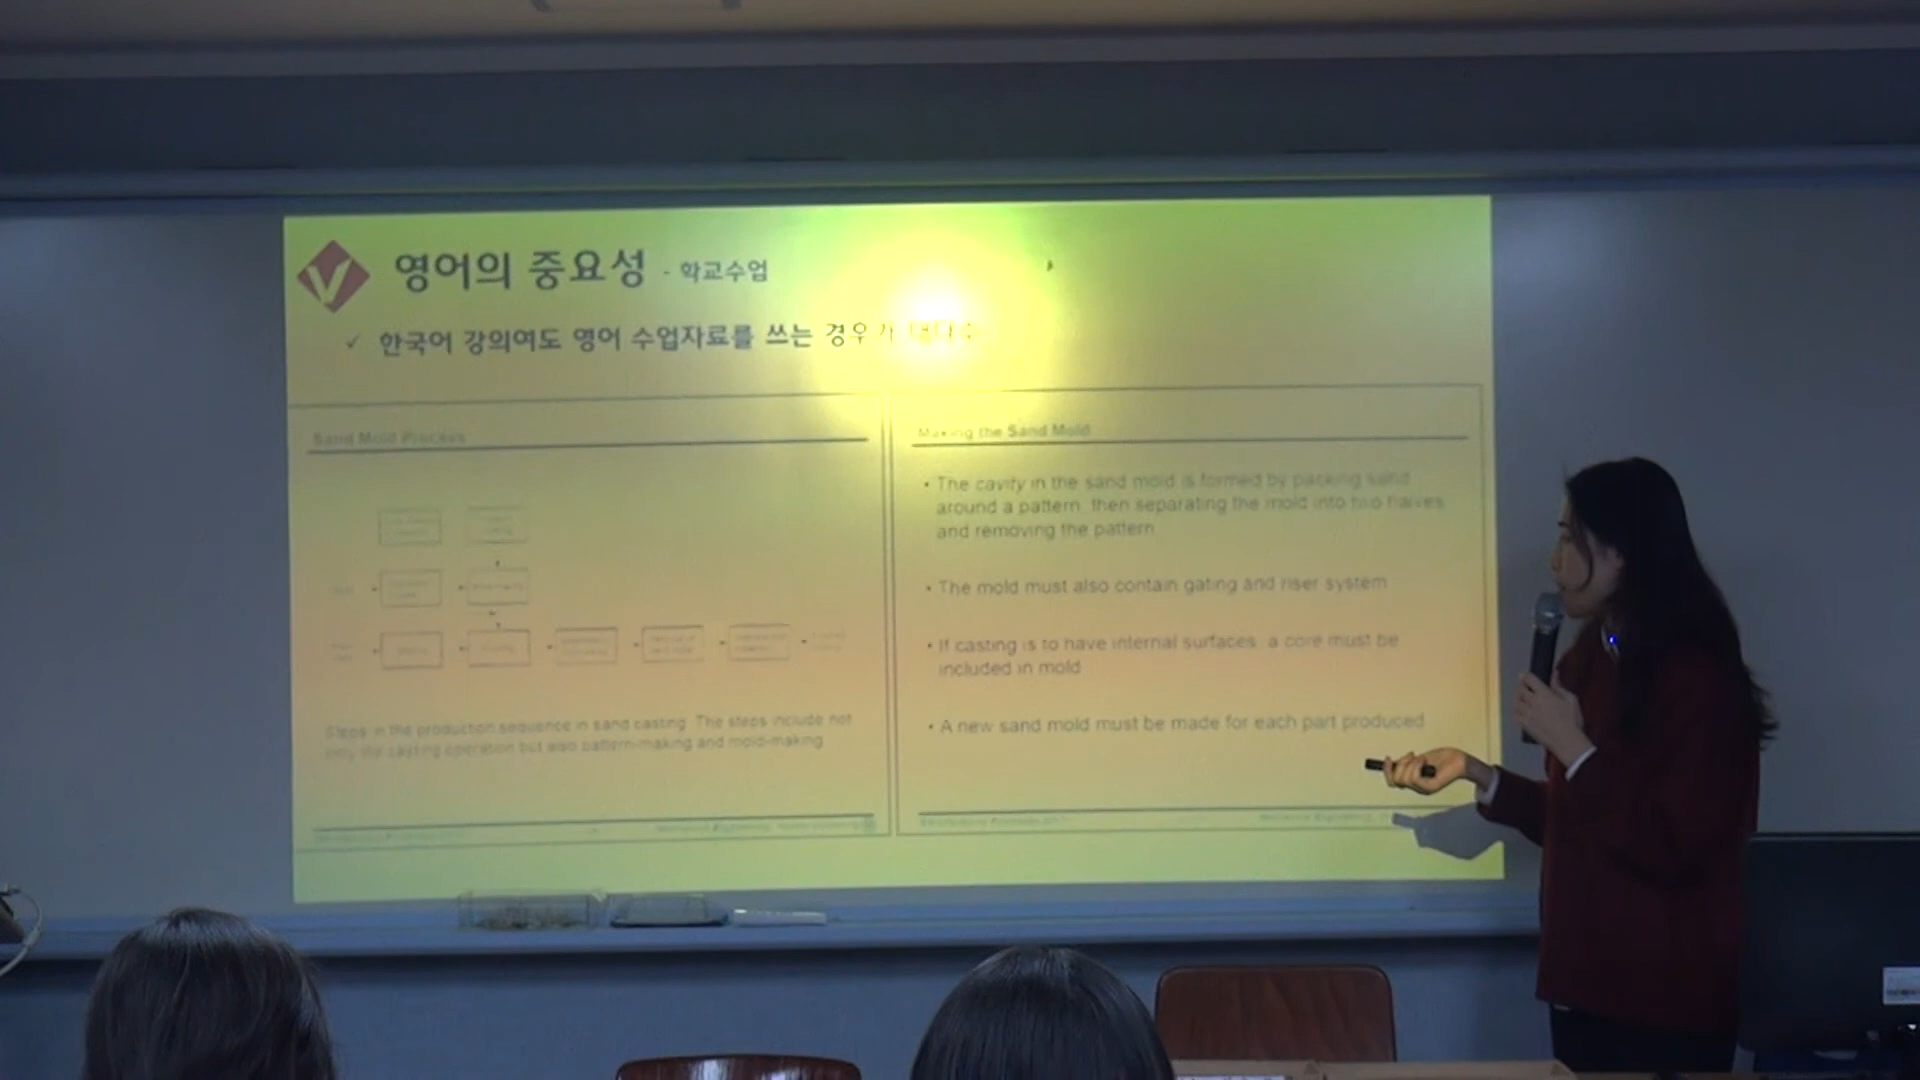 영어의 중요성 - 학교수업
✓ 한국어 강의여도 영어 수업자료를 쓰는 경우가 대다수
Sand Mold Process
Steps in the production sequence in sand casting. The steps include not
only the casting operation but also pattern-making and mold-making
Making the Sand Mold
• The cavity in the sand mold is formed by packing sand
around a pattern, then separating the mold into two halves
and removing the pattern
• The mold must also contain gating and riser system
• If casting is to have internal surfaces, a core must be
included in mold
• A new sand mold must be made for each part produced